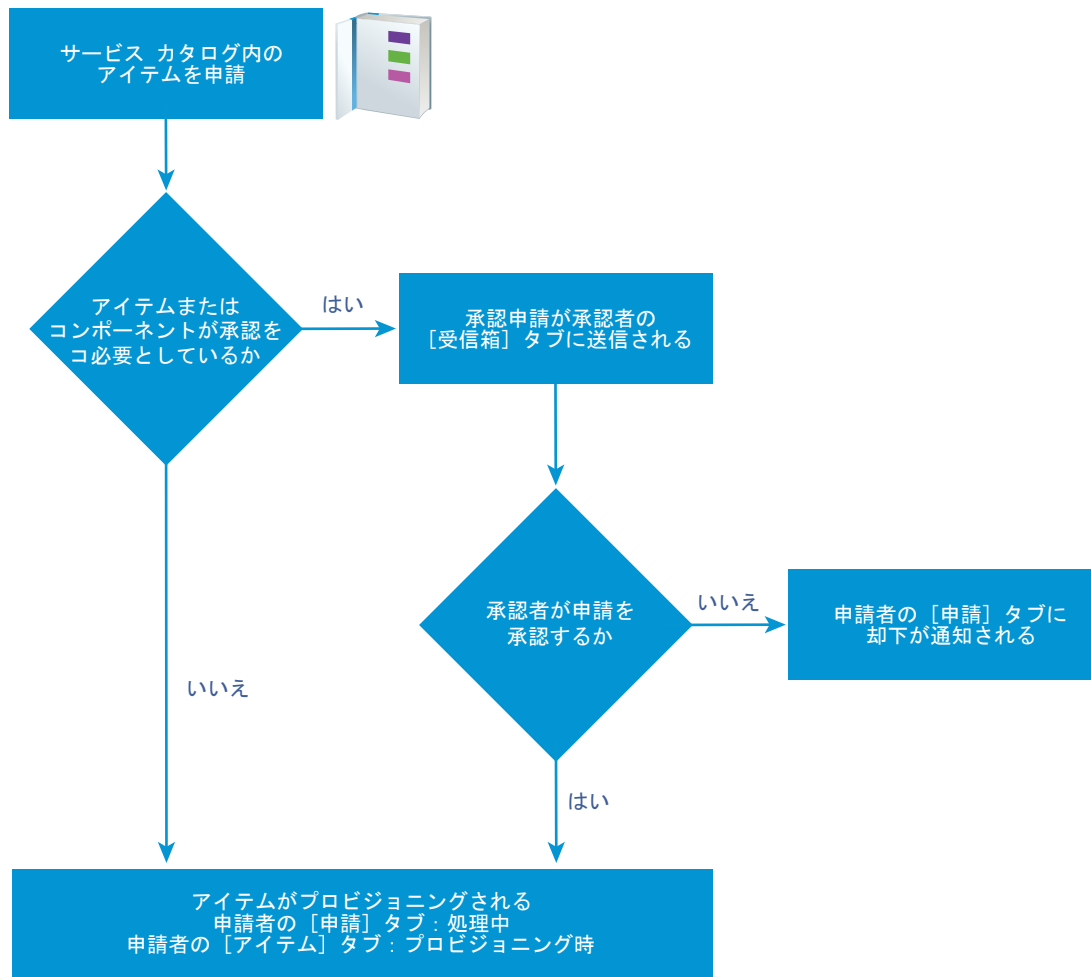 サービス カタログ内の
アイテムを申請
アイテムまたは
コンポーネントが承認を
コ必要としているか
はい
承認申請が承認者の
［受信箱］タブに送信される
承認者が申請を
承認するか
いいえ
申請者の［申請］タブに
却下が通知される
いいえ
はい
アイテムがプロビジョニングされる
申請者の［申請］タブ：処理中
申請者の［アイテム］タブ：プロビジョニング時